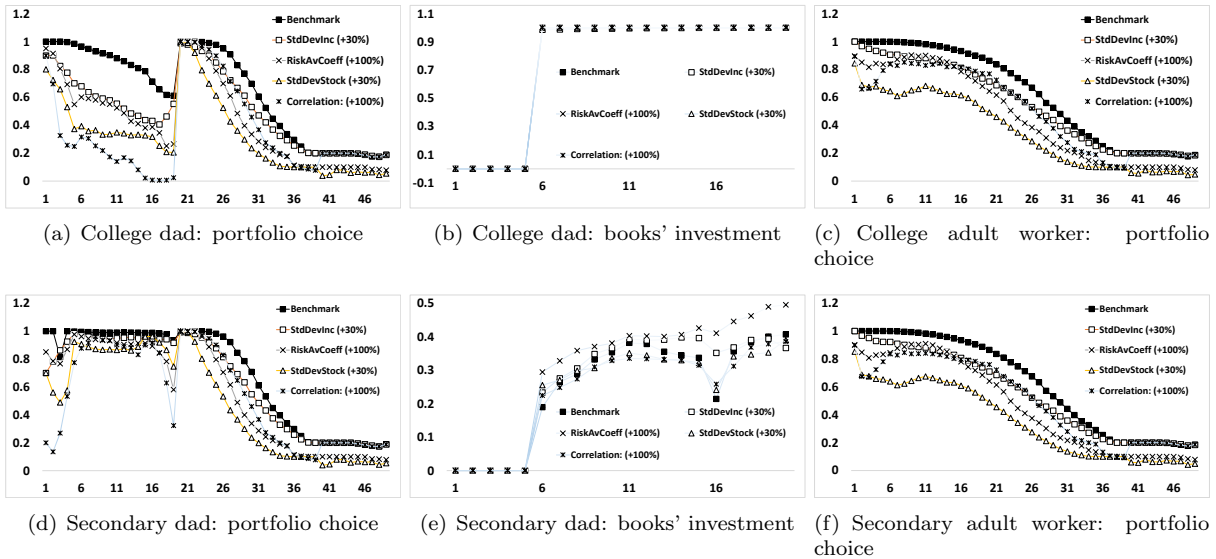 1.2
1
0.8
0.6
0.4
0.2
0
1 6 11 16 21 26 31 36 41 46
Benchmark
StdDevInc (+30%)
RiskAvCoeff (+100%)
StdDevStock (+30%)
Correlation: (+100%)
(a) College dad: portfolio choice
1.1
0.9
0.7
0.5
0.3
0.1
-0.1
1 6 11 16
Benchmark StdDevInc (+30%)
RiskAvCoeff (+100%) StdDevStock (+30%)
Correlation: (+100%)
(b) College dad: books' investment
1.2
1
0.8
0.6
0.4
0.2
0
1 6 11 16 21 26 31 36 41 46
Benchmark
StdDevInc (+30%)
RiskAvCoeff (+100%)
StdDevStock (+30%)
Correlation: (+100%)
(c) College adult worker: portfolio
choice
1.2
1
0.8
0.6
0.4
0.2
0
1 6 11 16 21 26 31 36 41 46
Benchmark
StdDevInc (+30%)
RiskAvCoeff (+100%)
StdDevStock (+30%)
Correlation: (+100%)
(d) Secondary dad: portfolio choice
0.5
0.4
0.3
0.2
0.1
0
1 6 11 16
Benchmark StdDevInc (+30%)
RiskAvCoeff (+100%) StdDevStock (+30%)
Correlation: (+100%)
(e) Secondary dad: books' investment
1.2
1
0.8
0.6
0.4
0.2
0
1 6 11 16 21 26 31 36 41 46
Benchmark
StdDevInc (+30%)
RiskAvCoeff (+100%)
StdDevStock (+30%)
Correlation: (+100%)
(f) Secondary adult worker: portfolio
choice